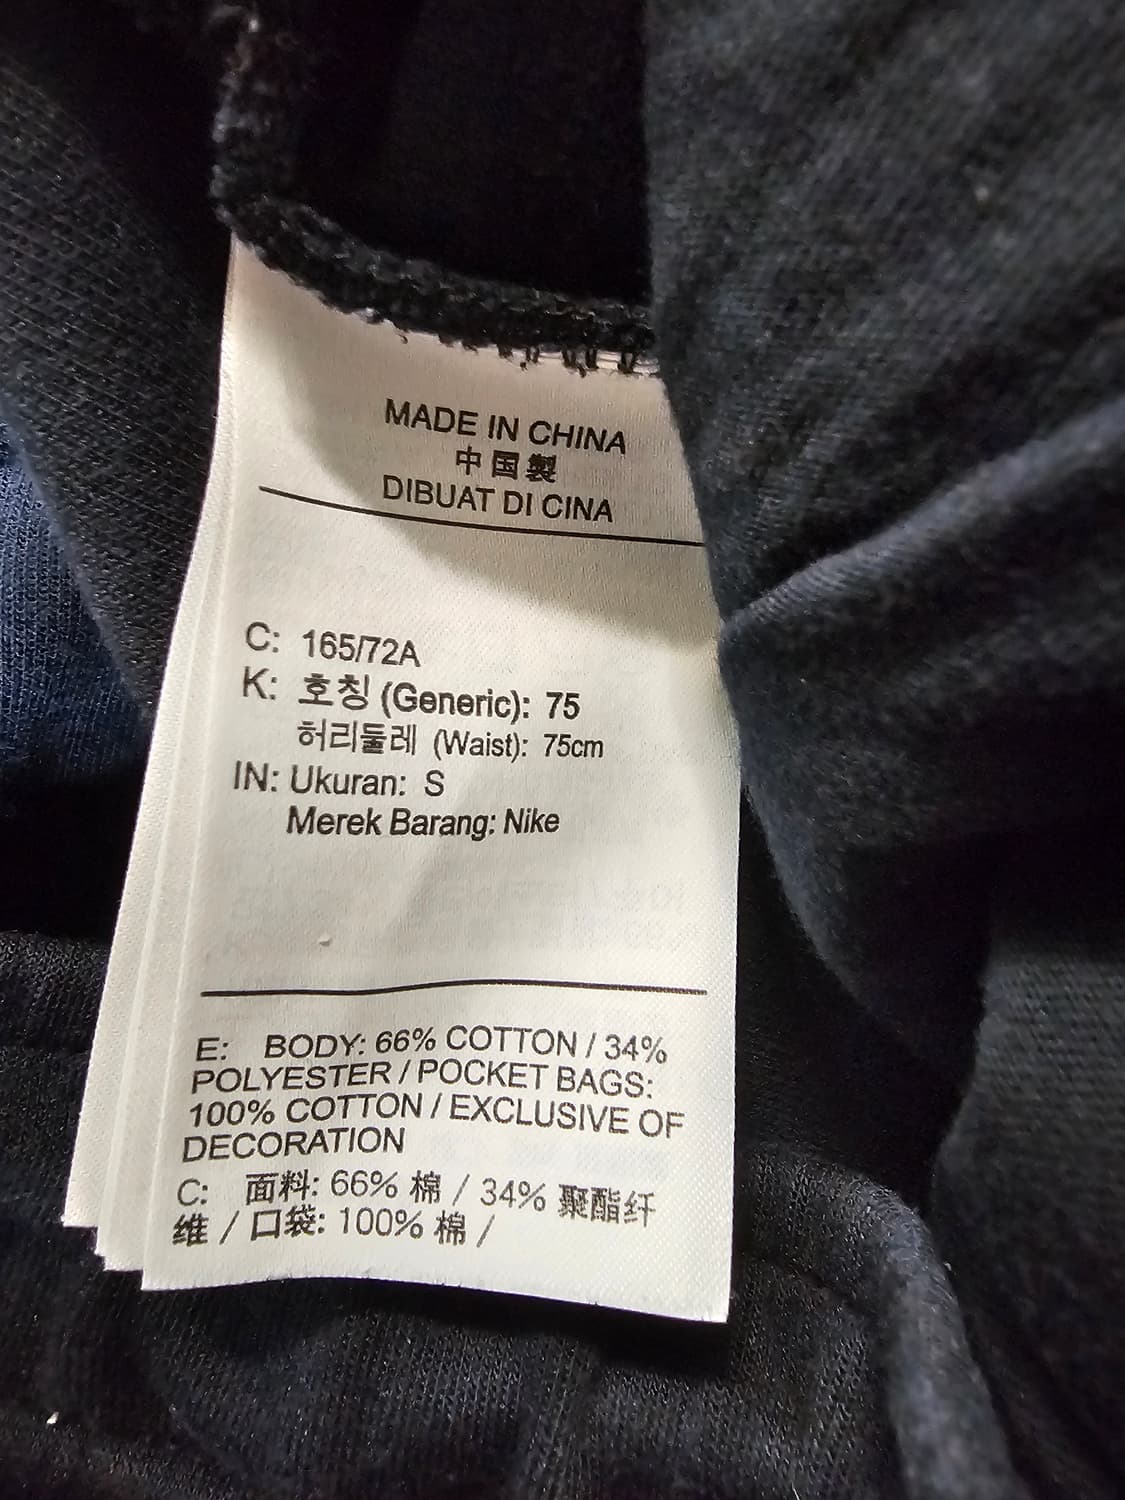 MADE IN CHINA
中国製
DIBUAT DI CINA
C: 165/72A
K: 호칭 (Generic): 75
허리둘레 (Waist): 75cm
IN: Ukuran: S
Merek Barang: Nike
E: BODY: 66% COTTON / 34%
POLYESTER / POCKET BAGS:
100% COTTON / EXCLUSIVE OF
DECORATION
C: 面料: 66% 棉 / 34% 聚酯纤
维 / 口袋: 100% 棉 /